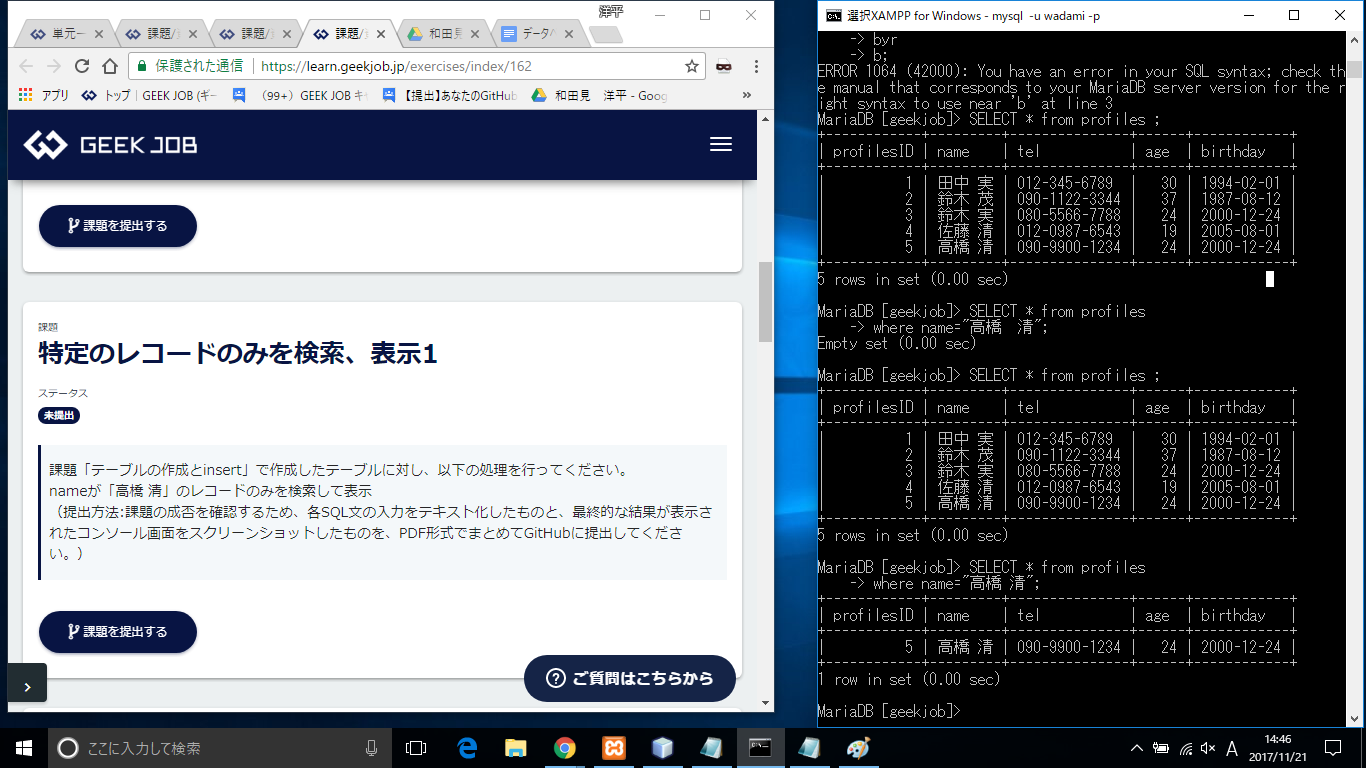 洋平
単元一
課題/
課題/
課題/
和田見
データベ
保護された通信
https://learn.geekjob.jp/exercises/index/162
アプリ
トップ | GEEK JOB (ギー
(99+) GEEK JOB キ
【提出】あなたのGitHub
和田見 洋平 - Goog
»
GEEK JOB
課題を提出する
課題
特定のレコードのみを検索、表示1
ステータス
未提出
課題「テーブルの作成とinsert」で作成したテーブルに対し、以下の処理を行ってください。
nameが「高橋 清」のレコードのみを検索して表示
（提出方法:課題の成否を確認するため、各SQL文の入力をテキスト化したものと、最終的な結果が表示さ
れたコンソール画面をスクリーンショットしたものを、PDF形式でまとめてGitHubに提出してくださ
い。）
課題を提出する
ご質問はこちらから
選択XAMPP for Windows - mysql -u wadami -p
-> byr
-> b;
ERROR 1064 (42000): You have an error in your SQL syntax; check th
e manual that corresponds to your MariaDB server version for the r
ight syntax to use near 'b' at line 3
MariaDB [geekjob]> SELECT * from profiles ;
+------------+---------+---------------+------+------------+
| profilesID | name | tel | age | birthday |
+------------+---------+---------------+------+------------+
| 1 | 田中 実 | 012-345-6789 | 30 | 1994-02-01 |
| 2 | 鈴木 茂 | 090-1122-3344 | 37 | 1987-08-12 |
| 3 | 鈴木 実 | 080-5566-7788 | 24 | 2000-12-24 |
| 4 | 佐藤 清 | 012-0987-6543 | 19 | 2005-08-01 |
| 5 | 高橋 清 | 090-9900-1234 | 24 | 2000-12-24 |
+------------+---------+---------------+------+------------+
5 rows in set (0.00 sec)
MariaDB [geekjob]> SELECT * from profiles
-> where name="高橋　清";
Empty set (0.00 sec)
MariaDB [geekjob]> SELECT * from profiles ;
+------------+---------+---------------+------+------------+
| profilesID | name | tel | age | birthday |
+------------+---------+---------------+------+------------+
| 1 | 田中 実 | 012-345-6789 | 30 | 1994-02-01 |
| 2 | 鈴木 茂 | 090-1122-3344 | 37 | 1987-08-12 |
| 3 | 鈴木 実 | 080-5566-7788 | 24 | 2000-12-24 |
| 4 | 佐藤 清 | 012-0987-6543 | 19 | 2005-08-01 |
| 5 | 高橋 清 | 090-9900-1234 | 24 | 2000-12-24 |
+------------+---------+---------------+------+------------+
5 rows in set (0.00 sec)
MariaDB [geekjob]> SELECT * from profiles
-> where name="高橋 清";
+------------+---------+---------------+------+------------+
| profilesID | name | tel | age | birthday |
+------------+---------+---------------+------+------------+
| 5 | 高橋 清 | 090-9900-1234 | 24 | 2000-12-24 |
+------------+---------+---------------+------+------------+
1 row in set (0.00 sec)
MariaDB [geekjob]>
ここに入力して検索
A
14:46
2017/11/21